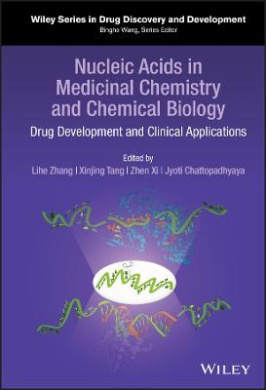 Wiley Series in Drug Discovery and Development
Binghe Wang, Series Editor
Nucleic Acids in
Medicinal Chemistry
and Chemical Biology
Drug Development and Clinical Applications
Edited by
Lihe Zhang | Xinjing Tang | Zhen Xi | Jyoti Chattopadhyaya
WILEY